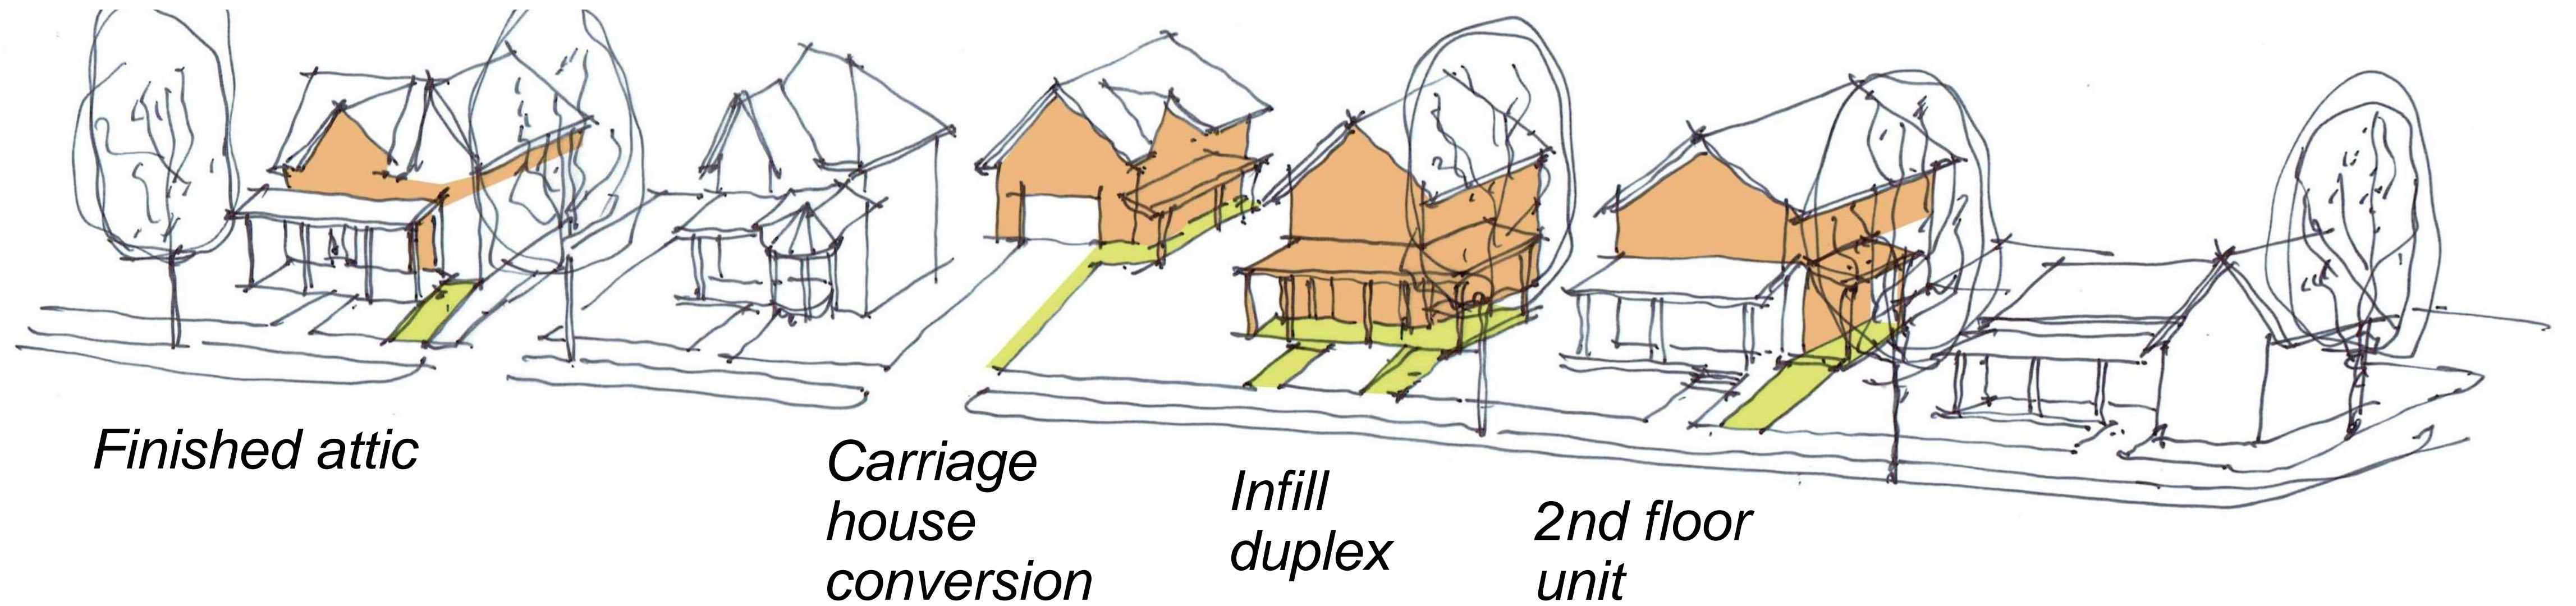 Finished attic
Carriage
house
conversion
Infill
duplex
2nd floor
unit